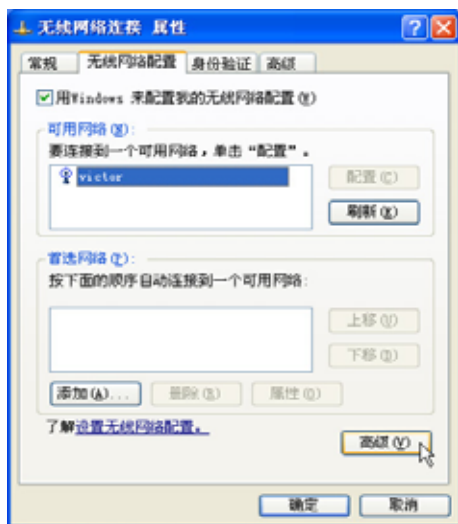 无线网络连接 属性
常规 无线网络配置 身份验证 高级
用Windows 来配置我的无线网络配置(W)
可用网络(N):
要连接到一个可用网络，单击“配置”。
victor
配置(C)
刷新(R)
首选网络(P):
按下面的顺序自动连接到一个可用网络:
上移(U)
下移(D)
添加(A)... 删除(R) 属性(O)
了解设置无线网络配置。
高级(V)
确定 取消